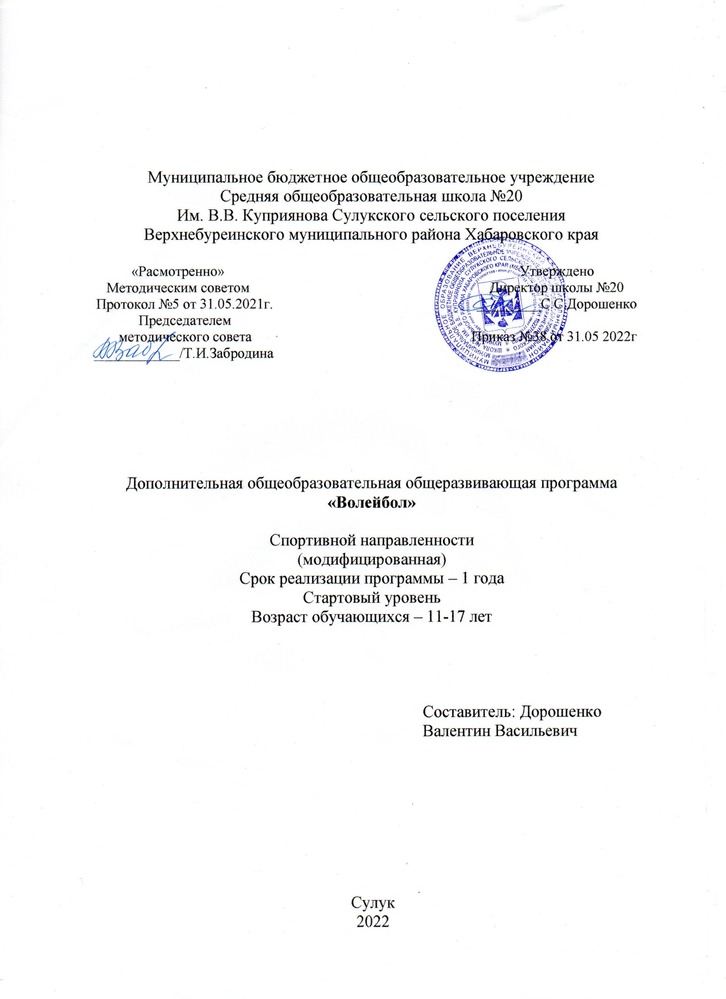 Муниципальное бюджетное общеобразовательное учреждение
Средняя общеобразовательная школа №20
Им. В.В. Куприянова Сулукского сельского поселения
Верхнебуреинского муниципального района Хабаровского края
«Расмотренно»
Методическим советом
Протокол №5 от 31.05.2021г.
Председателем
методического совета
/Т.И.Забродина
Утверждено
Директор школы №20
С.С.Дорошенко
Приказ №38 от 31.05 2022г
Дополнительная общеобразовательная общеразвивающая программа
«Волейбол»
Спортивной направленности
(модифицированная)
Срок реализации программы – 1 года
Стартовый уровень
Возраст обучающихся – 11-17 лет
Составитель: Дорошенко
Валентин Васильевич
Сулук
2022